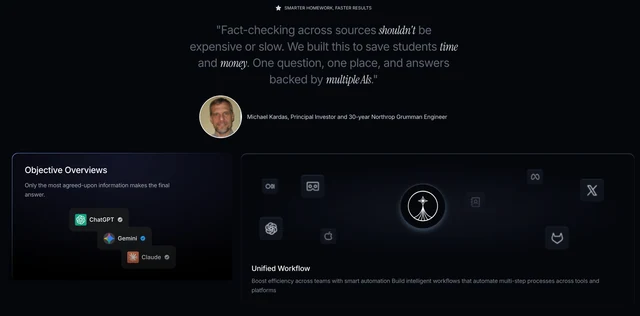 SMARTER HOMEWORK, FASTER RESULTS
"Fact-checking across sources shouldn't be
expensive or slow. We built this to save students time
and money. One question, one place, and answers
backed by multiple AIs."
Michael Kardas, Principal Investor and 30-year Northrop Grumman Engineer
Objective Overviews
Only the most agreed-upon information makes the final
answer.
ChatGPT
Gemini
Claude
Unified Workflow
Boost efficiency across teams with smart automation Build intelligent workflows that automate multi-step processes across tools and
platforms